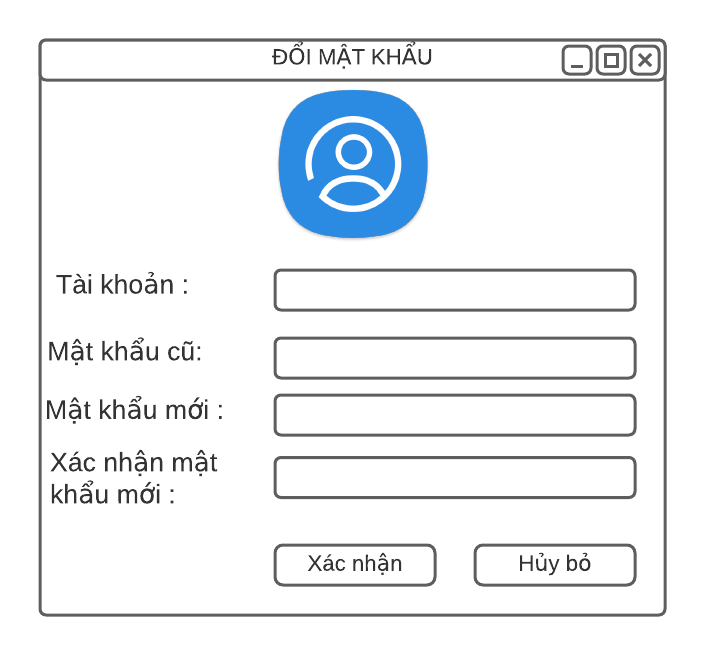 ĐỔI MẬT KHẨU
Tài khoản :
Mật khẩu cũ:
Mật khẩu mới :
Xác nhận mật
khẩu mới :
Xác nhận
Hủy bỏ